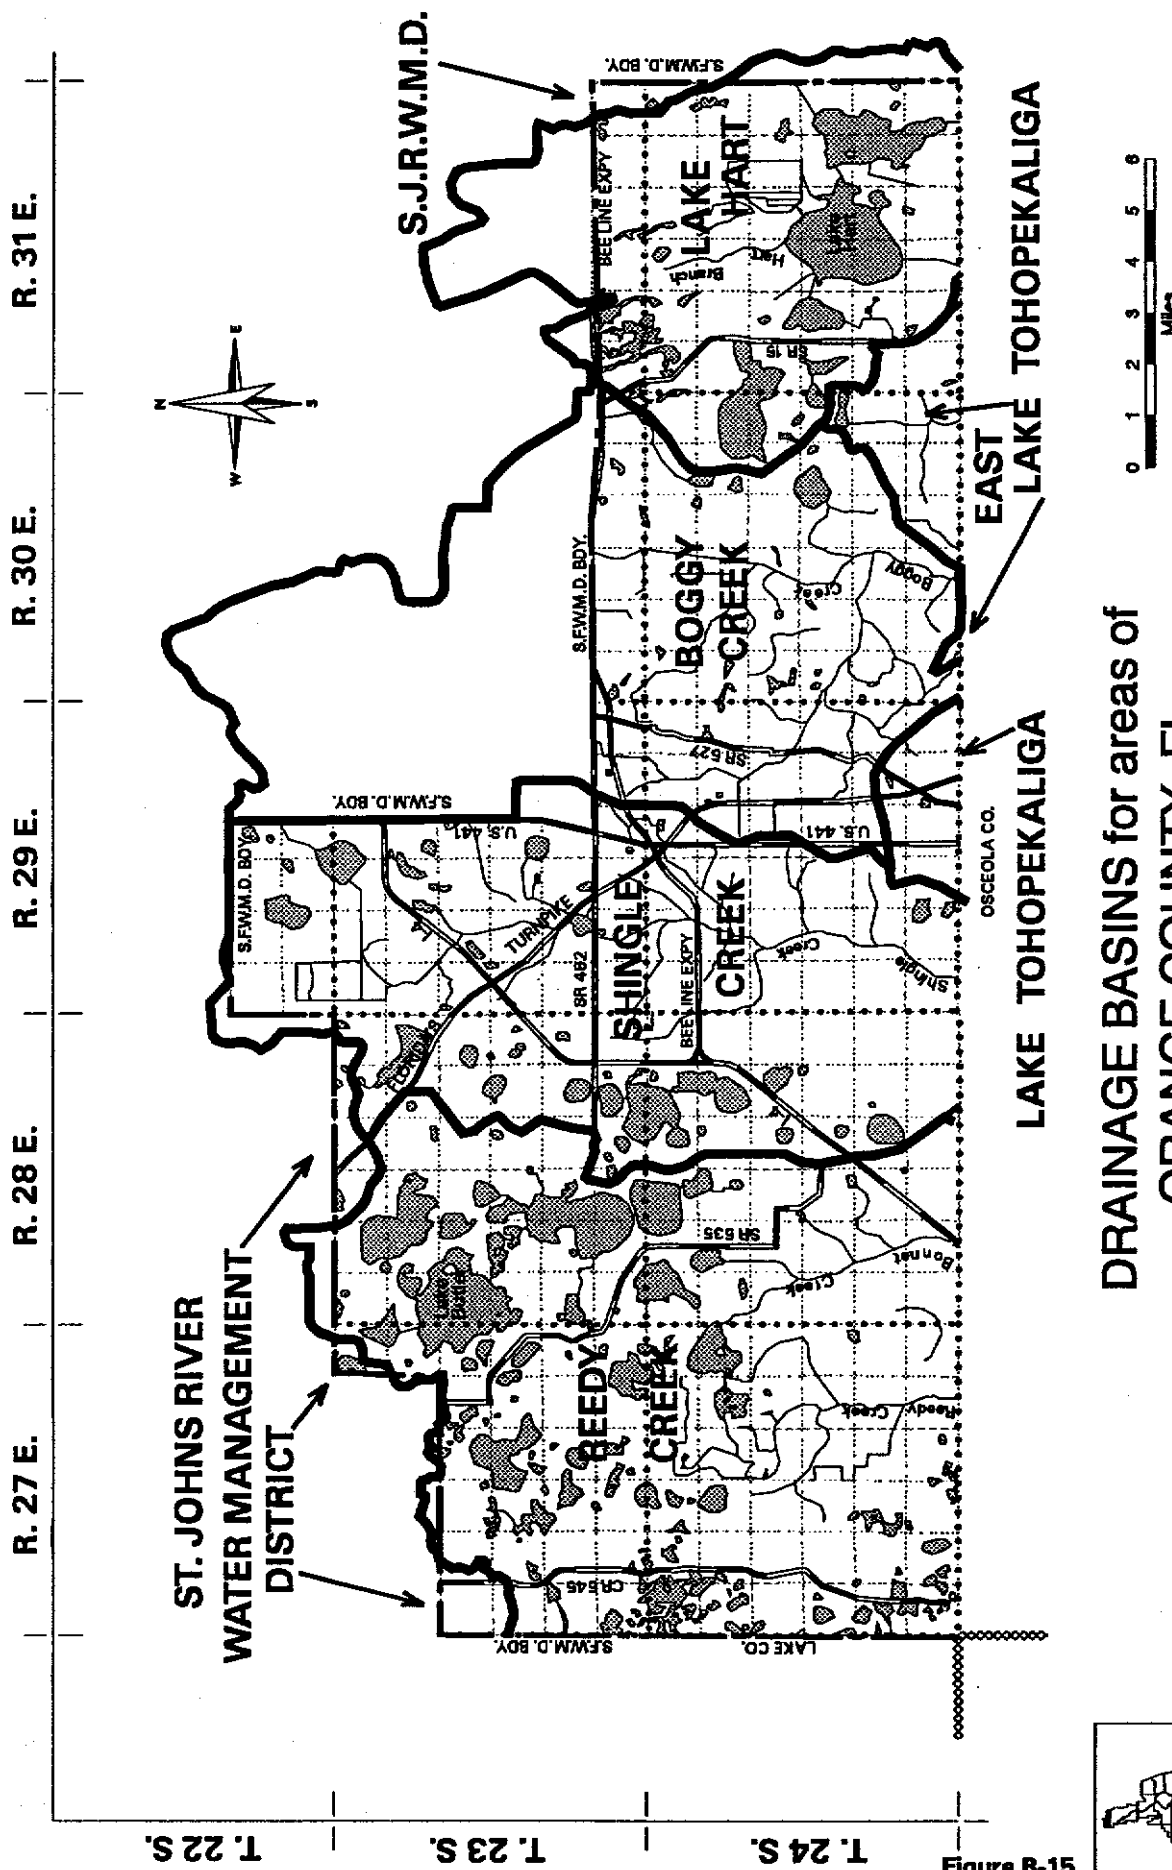 R. 27 E.
R. 28 E.
R. 29 E.
R. 30 E.
R. 31 E.
T. 22 S.
T. 23 S.
T. 24 S.
N
W
E
S
ST. JOHNS RIVER
WATER MANAGEMENT
DISTRICT
S.J.R.W.M.D.
S.F.W.M.D. BDY.
S.F.W.M.D. BDY.
S.F.W.M.D. BDY.
S.F.W.M.D. BDY.
S.F.W.M.D. BDY.
LAKE CO.
OSCEOLA CO.
U.S. 441
U.S. 441
I-4
FLORIDA'S
TURNPIKE
SR 482
BEE LINE EXPY
BEE LINE EXPY
SR 527
SR 15
SR 535
CR 545
Lake
Butler
Lake
Hart
REEDY
CREEK
SHINGLE
CREEK
BOGGY
CREEK
LAKE
HART
Reedy
Creek
Bonnet
Creek
Shingle
Creek
Boggy
Creek
Hart
Branch
LAKE TOHOPEKALIGA
EAST
LAKE TOHOPEKALIGA
0 1 2 3 4 5 6
Miles
DRAINAGE BASINS for areas of
ORANGE COUNTY, FL
Figure B-15